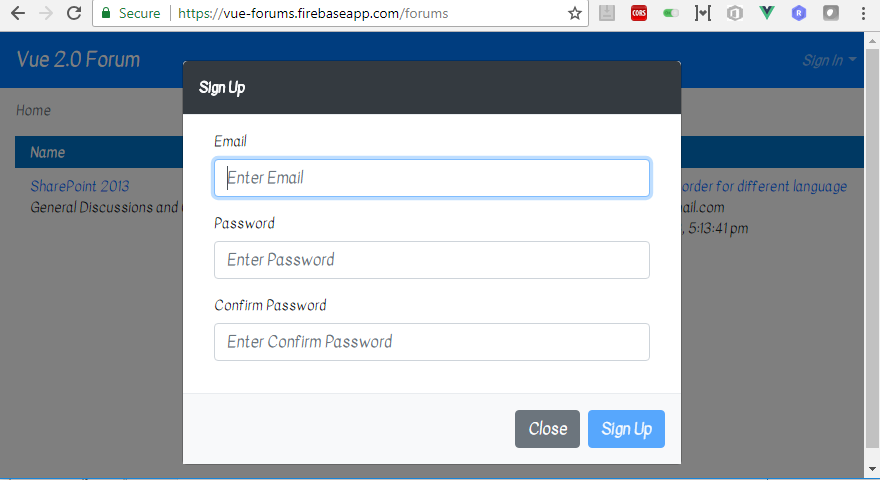 Secure | https://vue-forums.firebaseapp.com/forums
CORS
R
Vue 2.0 Forum
Sign In
Sign Up
Home
Name
Email
Enter Email
SharePoint 2013
order for different language
General Discussions and
ail.com
, 5:13:41 pm
Password
Enter Password
Confirm Password
Enter Confirm Password
Close
Sign Up